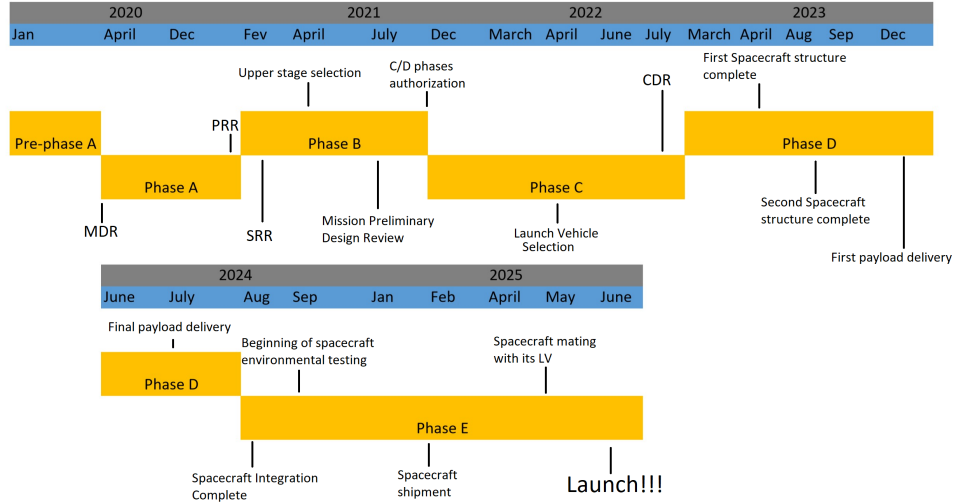 2020 2021 2022 2023
Jan April Dec Fev April July Dec March April June July March April Aug Sep Dec
Upper stage selection
C/D phases
authorization
CDR
First Spacecraft structure
complete
PRR
Pre-phase A
Phase B
Phase D
Phase A
Phase C
MDR
SRR
Mission Preliminary
Design Review
Launch Vehicle
Selection
Second Spacecraft
structure complete
First payload delivery
2024 2025
June July Aug Sep Jan Feb April May June
Final payload delivery
Beginning of spacecraft
environmental testing
Spacecraft mating
with its LV
Phase D
Phase E
Spacecraft Integration
Complete
Spacecraft
shipment
Launch!!!